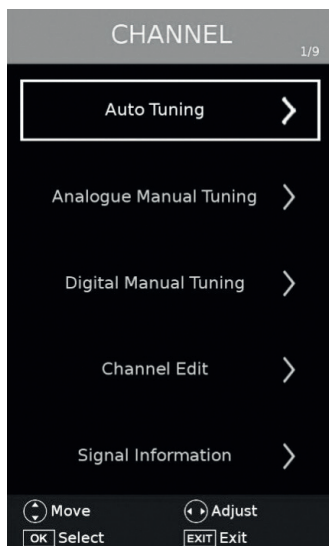 CHANNEL
1/9
Auto Tuning
Analogue Manual Tuning
Digital Manual Tuning
Channel Edit
Signal Information
Move Adjust
OK Select EXIT Exit